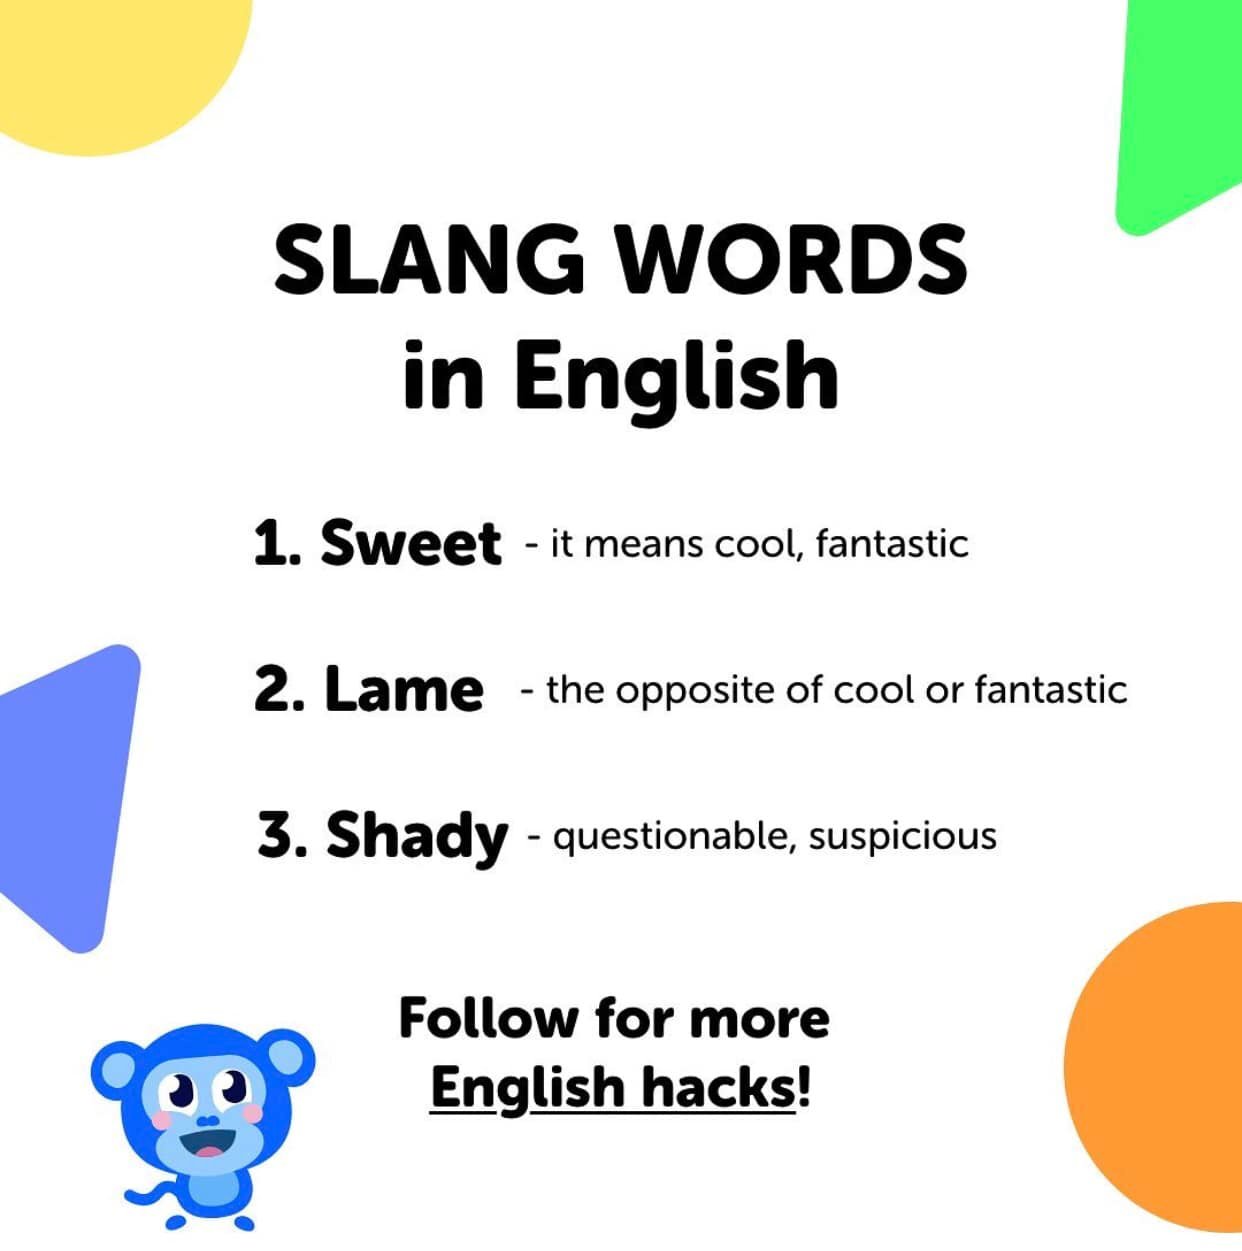 SLANG WORDS
in English
1. Sweet - it means cool, fantastic
2. Lame - the opposite of cool or fantastic
3. Shady - questionable, suspicious
Follow for more
English hacks!